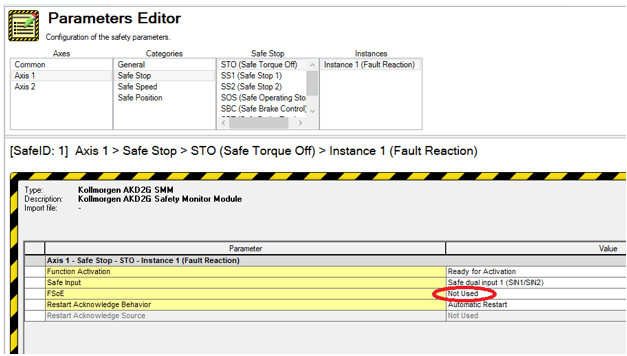 Parameters Editor
Configuration of the safety parameters.
Axes Categories Safe Stop Instances
Common General STO (Safe Torque Off) Instance 1 (Fault Reaction)
Axis 1 Safe Stop SS1 (Safe Stop 1)
Axis 2 Safe Speed SS2 (Safe Stop 2)
Safe Position SOS (Safe Operating Sto
SBC (Safe Brake Control)
[SafeID: 1] Axis 1 > Safe Stop > STO (Safe Torque Off) > Instance 1 (Fault Reaction)
Type: Kollmorgen AKD2G SMM
Description: Kollmorgen AKD2G Safety Monitor Module
Import file: -
Parameter Value
Axis 1 - Safe Stop - STO - Instance 1 (Fault Reaction)
Function Activation Ready for Activation
Safe Input Safe dual input 1 (SIN1/SIN2)
FSoE Not Used
Restart Acknowledge Behavior Automatic Restart
Restart Acknowledge Source Not Used